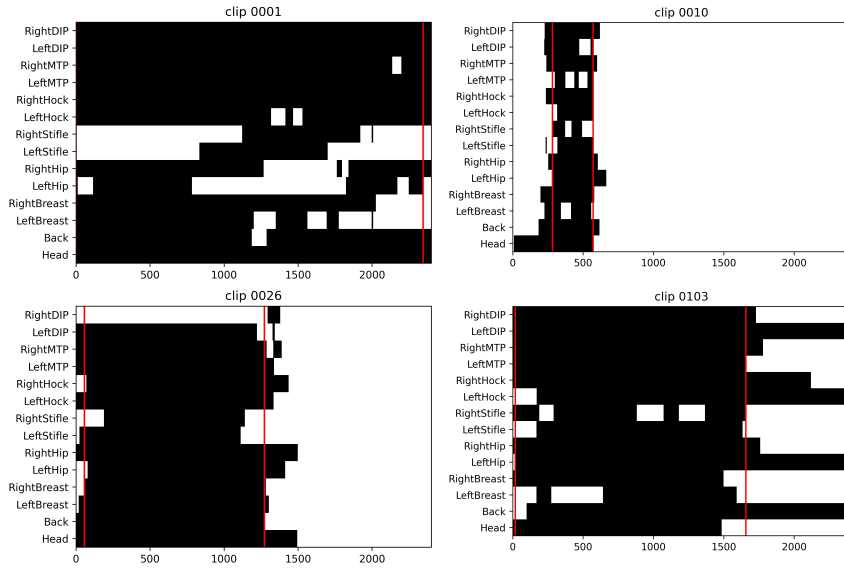 clip 0001
RightDIP
LeftDIP
RightMTP
LeftMTP
RightHock
LeftHock
RightStifle
LeftStifle
RightHip
LeftHip
RightBreast
LeftBreast
Back
Head
0 500 1000 1500 2000
clip 0010
RightDIP
LeftDIP
RightMTP
LeftMTP
RightHock
LeftHock
RightStifle
LeftStifle
RightHip
LeftHip
RightBreast
LeftBreast
Back
Head
0 500 1000 1500 2000
clip 0026
RightDIP
LeftDIP
RightMTP
LeftMTP
RightHock
LeftHock
RightStifle
LeftStifle
RightHip
LeftHip
RightBreast
LeftBreast
Back
Head
0 500 1000 1500 2000
clip 0103
RightDIP
LeftDIP
RightMTP
LeftMTP
RightHock
LeftHock
RightStifle
LeftStifle
RightHip
LeftHip
RightBreast
LeftBreast
Back
Head
0 500 1000 1500 2000